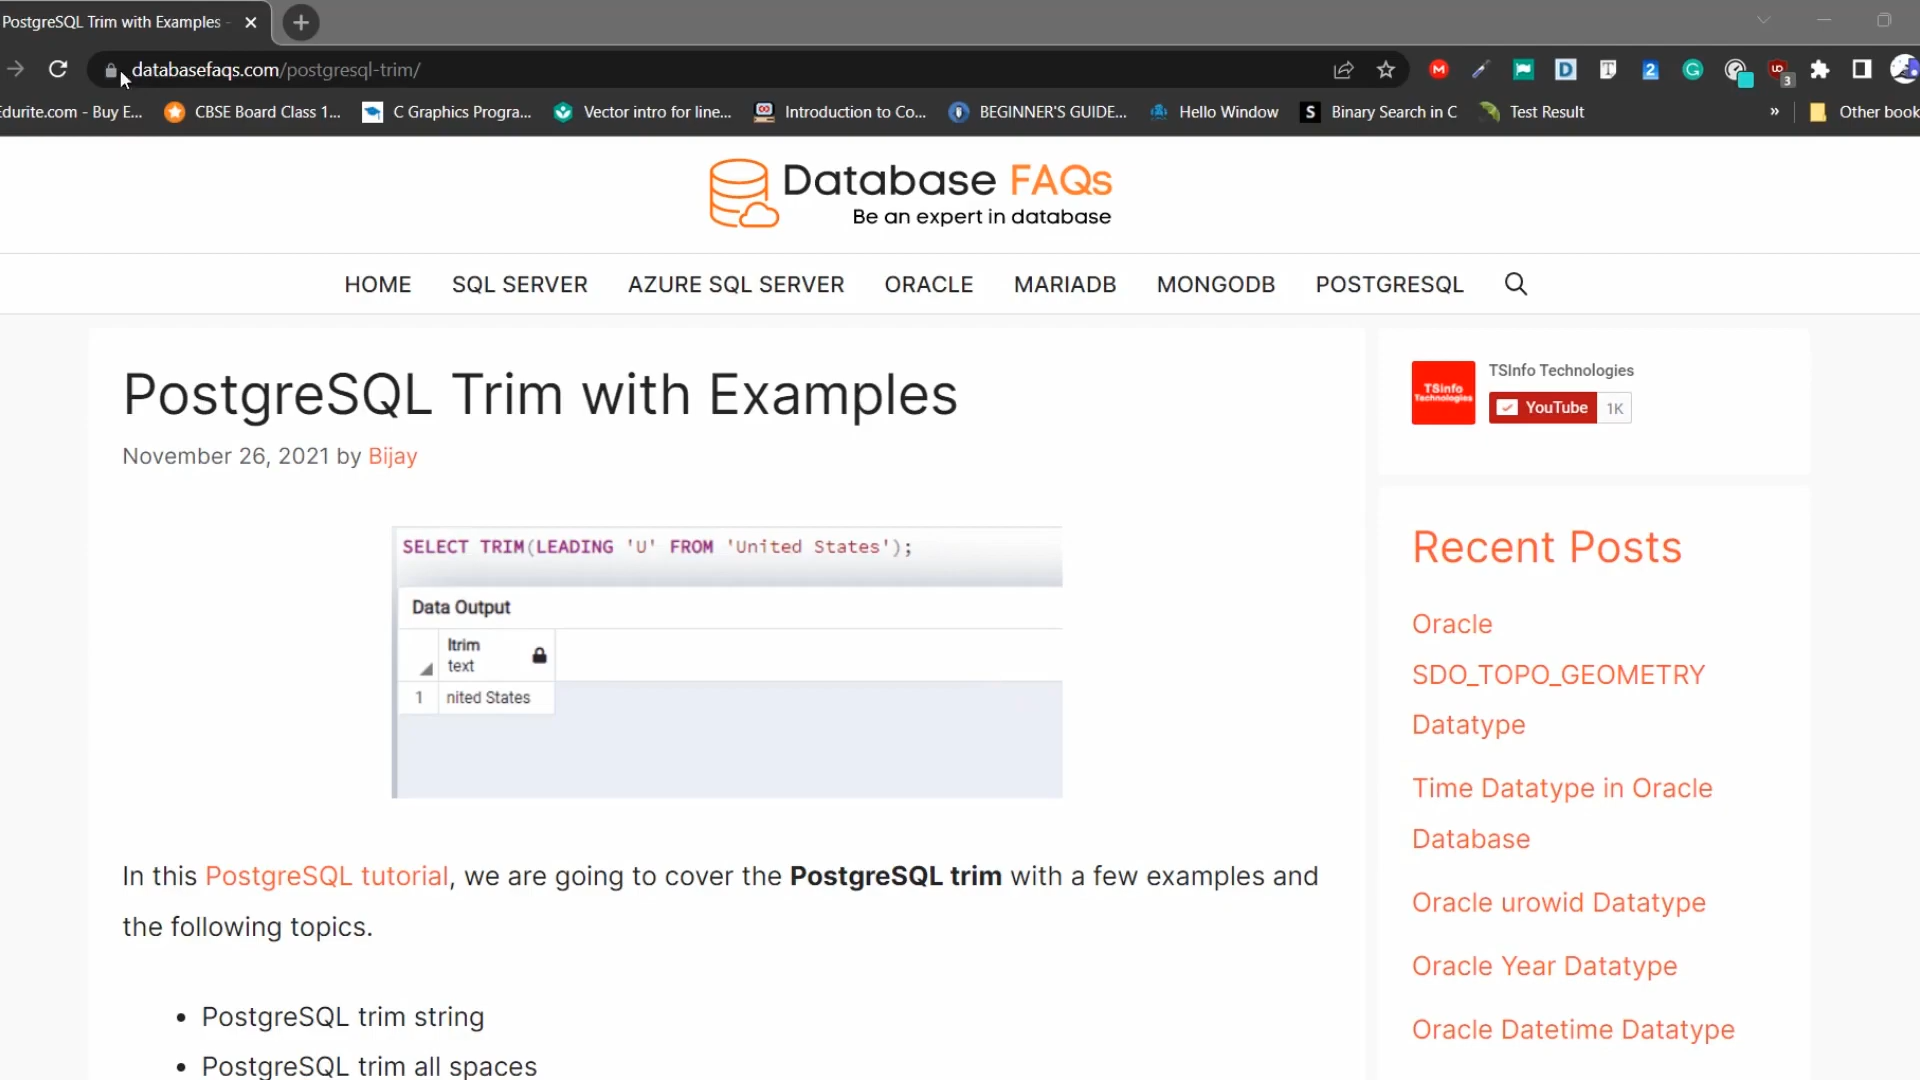 PostgreSQL Trim with Examples -
databasefaqs.com/postgresql-trim/
Edurite.com - Buy E...
CBSE Board Class 1...
C Graphics Progra...
Vector intro for line...
Introduction to Co...
BEGINNER'S GUIDE...
Hello Window
Binary Search in C
Test Result
»
Other book
Database FAQs
Be an expert in database
HOME
SQL SERVER
AZURE SQL SERVER
ORACLE
MARIADB
MONGODB
POSTGRESQL
PostgreSQL Trim with Examples
November 26, 2021 by Bijay
SELECT TRIM(LEADING 'U' FROM 'United States');
Data Output
ltrim
text
1 nited States
In this PostgreSQL tutorial, we are going to cover the PostgreSQL trim with a few examples and
the following topics.
• PostgreSQL trim string
• PostgreSQL trim all spaces
TSInfo Technologies
TSInfo
Technologies
YouTube 1K
Recent Posts
Oracle
SDO_TOPO_GEOMETRY
Datatype
Time Datatype in Oracle
Database
Oracle urowid Datatype
Oracle Year Datatype
Oracle Datetime Datatype